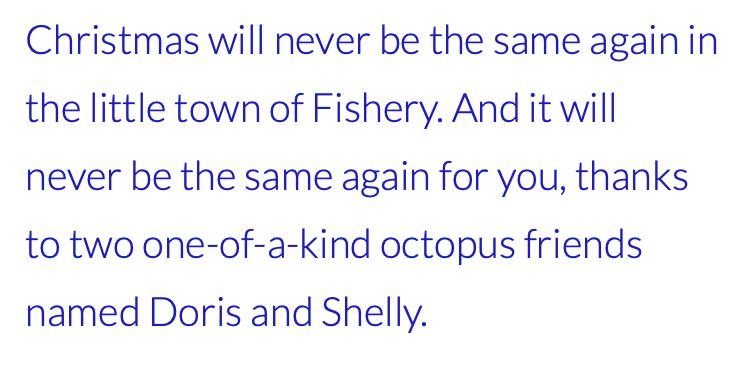 Christmas will never be the same again in
the little town of Fishery. And it will
never be the same again for you, thanks
to two one-of-a-kind octopus friends
named Doris and Shelly.